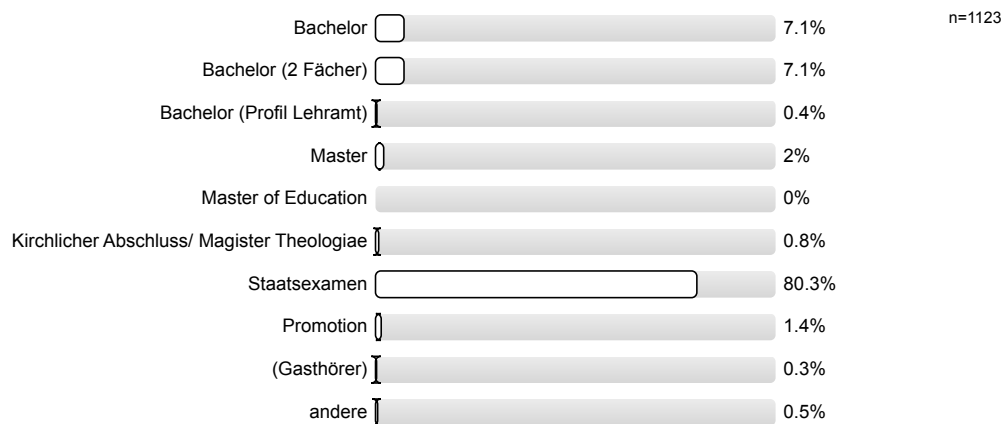 n=1123
Bachelor 7.1%
Bachelor (2 Fächer) 7.1%
Bachelor (Profil Lehramt) 0.4%
Master 2%
Master of Education 0%
Kirchlicher Abschluss/ Magister Theologiae 0.8%
Staatsexamen 80.3%
Promotion 1.4%
(Gasthörer) 0.3%
andere 0.5%